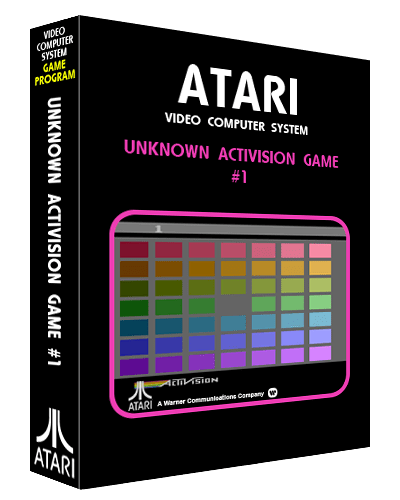 VIDEO
COMPUTER
SYSTEM
GAME
PROGRAM
UNKNOWN ACTIVISION GAME #1
ATARI
ATARI
VIDEO COMPUTER SYSTEM
UNKNOWN ACTIVISION GAME
#1
1
ACTIVISION
ATARI
A Warner Communications Company